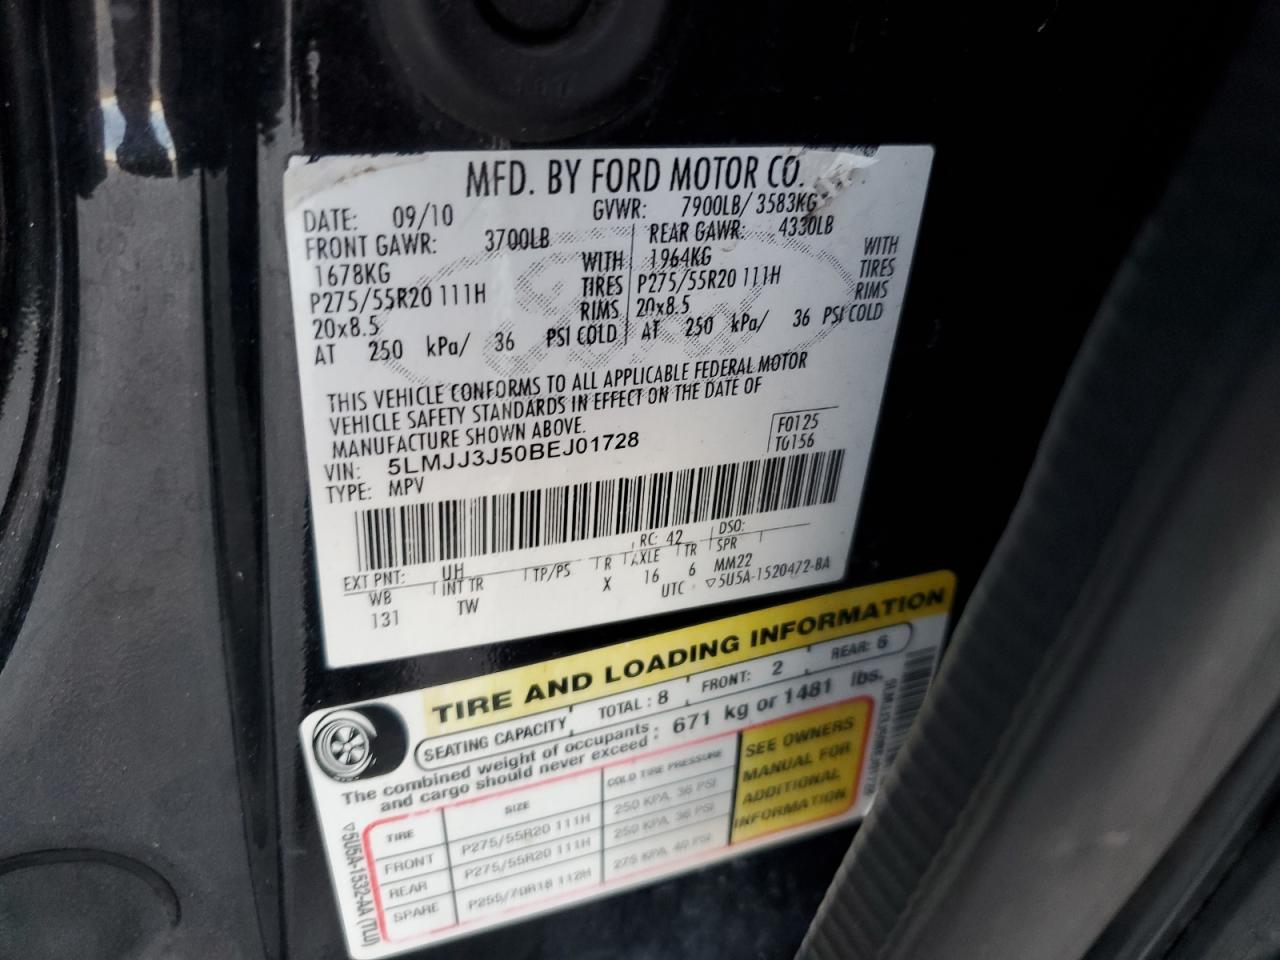 MFD. BY FORD MOTOR CO.
DATE: 09/10 GVWR: 7900LB/ 3583KG
FRONT GAWR: 3700LB REAR GAWR: 4330LB
1678KG WITH 1964KG WITH
P275/55R20 111H TIRES P275/55R20 111H TIRES
20x8.5 RIMS 20x8.5 RIMS
AT 250 kPa/ 36 PSI COLD AT 250 kPa/ 36 PSI COLD
THIS VEHICLE CONFORMS TO ALL APPLICABLE FEDERAL MOTOR
VEHICLE SAFETY STANDARDS IN EFFECT ON THE DATE OF
MANUFACTURE SHOWN ABOVE.
F0125
VIN: 5LMJJ3J50BEJ01728 T0156
TYPE: MPV
EXT PNT: UH RC: 42 DSO:
WB INT TR TP/PS R AXLE TR SPR
131 TW X 16 6 MM22
UTC ▽5U5A-1520472-BA
TIRE AND LOADING INFORMATION
SEATING CAPACITY TOTAL : 8 FRONT: 2 REAR: 6
The combined weight of occupants and cargo should never exceed : 671 kg or 1481 lbs.
TIRE SIZE COLD TIRE PRESSURE
FRONT P275/55R20 111H 250 KPA, 36 PSI
REAR P275/55R20 111H 250 KPA, 36 PSI
SPARE P255/70R18 112H 275 KPA, 40 PSI
SEE OWNERS
MANUAL FOR
ADDITIONAL
INFORMATION
▽5U5A-1532-AA (TLU)